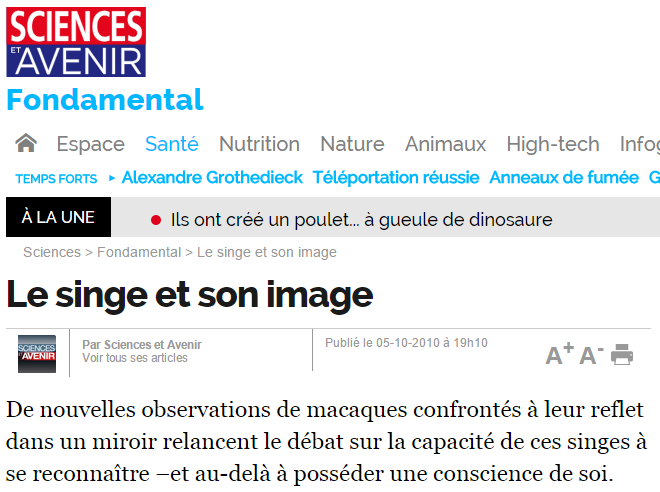 SCIENCES
ET AVENIR
Fondamental
Espace Santé Nutrition Nature Animaux High-tech Infog
TEMPS FORTS Alexandre Grothedieck Téléportation réussie Anneaux de fumée G
À LA UNE Ils ont créé un poulet... à gueule de dinosaure
Sciences > Fondamental > Le singe et son image
Le singe et son image
SCIENCES ET AVENIR
Par Sciences et Avenir
Voir tous ses articles
Publié le 05-10-2010 à 19h10
A+ A-
De nouvelles observations de macaques confrontés à leur reflet
dans un miroir relancent le débat sur la capacité de ces singes à
se reconnaître –et au-delà à posséder une conscience de soi.